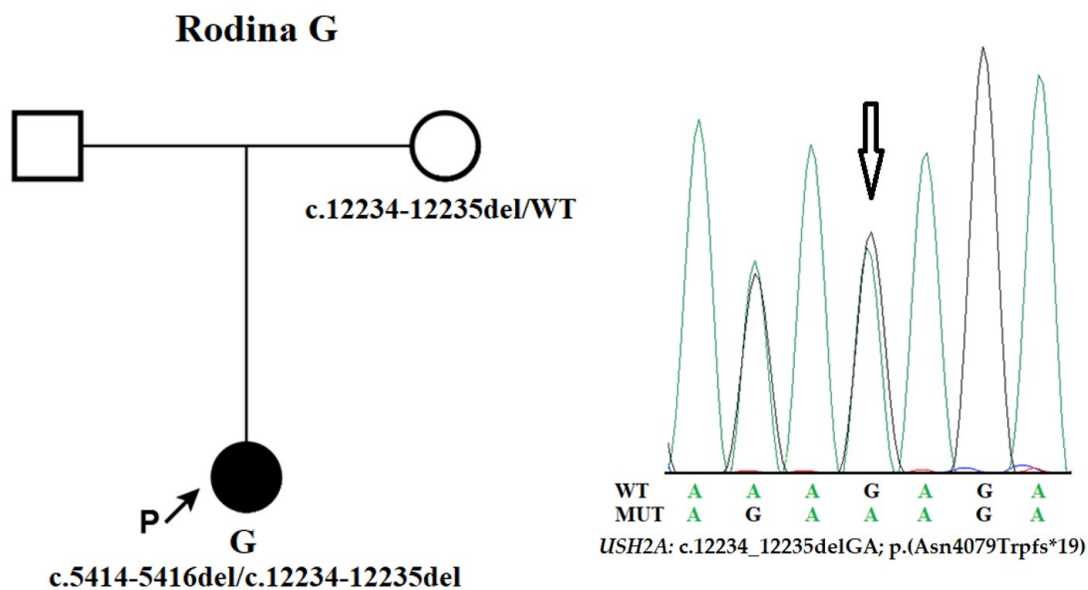 Rodina G
c.12234-12235del/WT
P
G
c.5414-5416del/c.12234-12235del
WT A A A G A G A
MUT A G A A A G A
USH2A: c.12234_12235delGA; p.(Asn4079Trpfs*19)